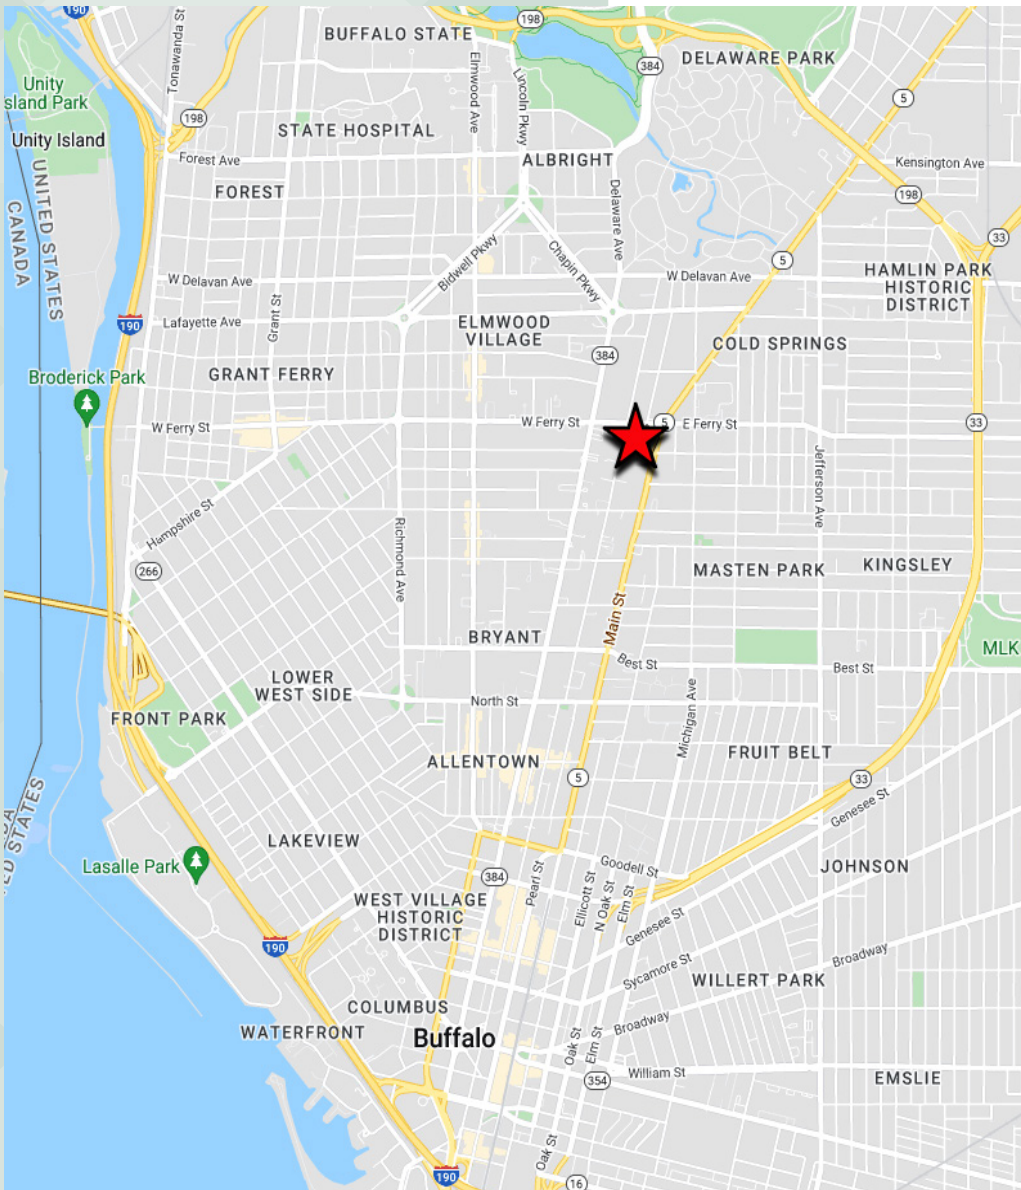 190
Tonawanda St
198
BUFFALO STATE
Elmwood Ave
Lincoln Pkwy
384
DELAWARE PARK
5
Unity
sland Park
Unity Island
198
STATE HOSPITAL
Forest Ave
ALBRIGHT
Kensington Ave
FOREST
Delaware Ave
198
UNITED STATES
CANADA
33
Bidwell Pkwy
Chapin Pkwy
5
W Delavan Ave
W Delavan Ave
HAMLIN PARK
HISTORIC
DISTRICT
Grant St
190
Lafayette Ave
ELMWOOD
VILLAGE
COLD SPRINGS
384
Broderick Park
GRANT FERRY
W Ferry St
W Ferry St
5
E Ferry St
33
Jefferson Ave
Hampshire St
Richmond Ave
266
MASTEN PARK
KINGSLEY
Main St
BRYANT
Best St
Best St
MLK
LOWER
WEST SIDE
North St
Michigan Ave
FRONT PARK
ALLENTOWN
FRUIT BELT
5
33
Genesee St
LAKEVIEW
Lasalle Park
Goodell St
JOHNSON
384
Pearl St
Ellicott St
N Oak St
Elm St
WEST VILLAGE
HISTORIC
DISTRICT
Genesee St
190
Sycamore St
Broadway
WILLERT PARK
COLUMBUS
WATERFRONT
Buffalo
Broadway
Oak St
Elm St
William St
354
EMSLIE
Oak St
190
16